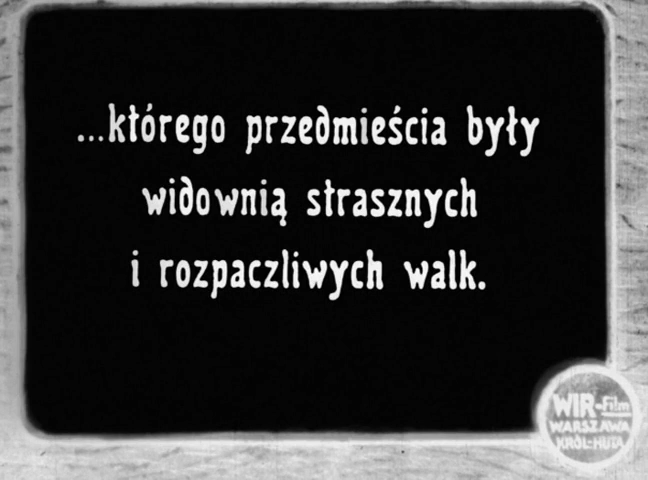 ...którego przedmieścia były
widownią strasznych
i rozpaczliwych walk.
WIR-Film
WARSZAWA
KRÓL-HUTA